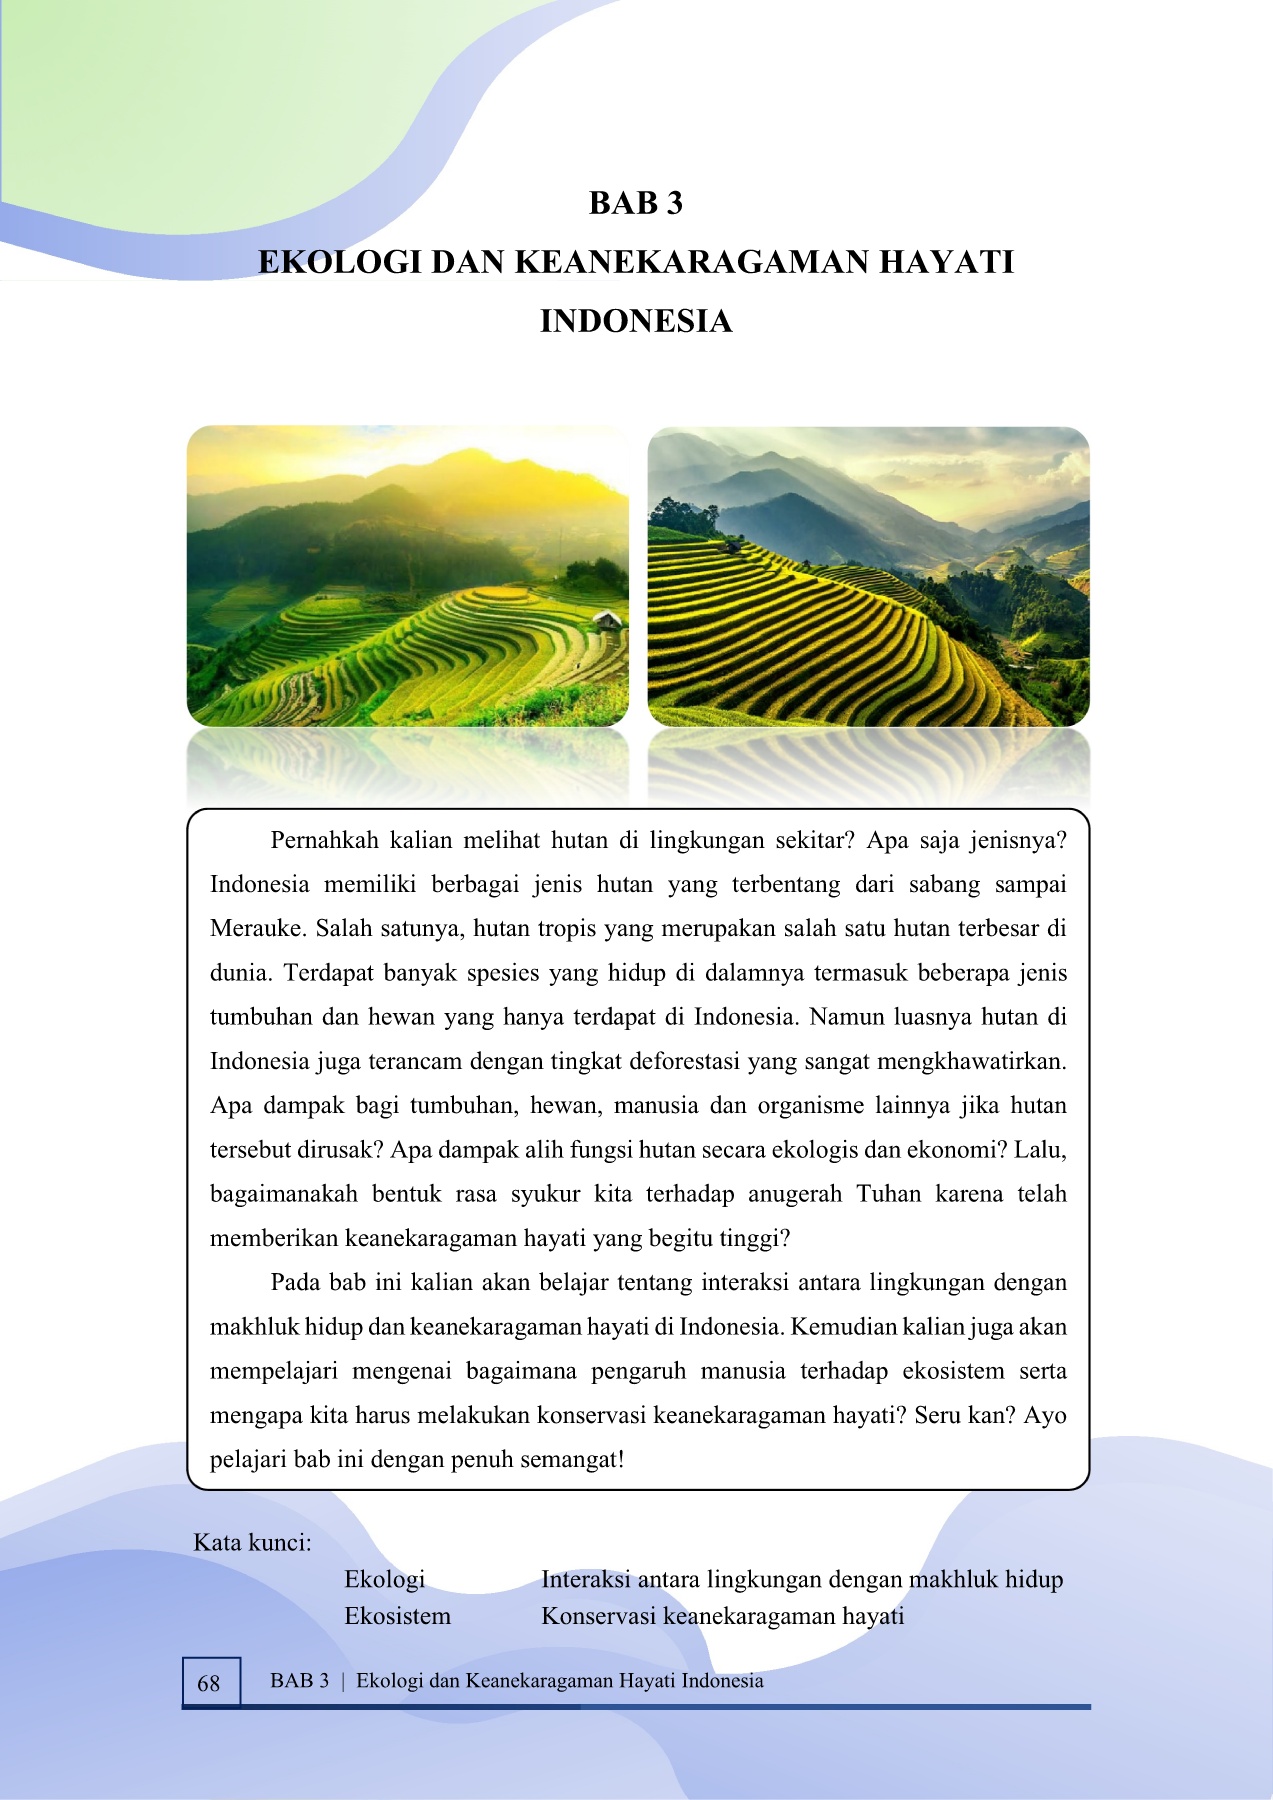 BAB 3
EKOLOGI DAN KEANEKARAGAMAN HAYATI
INDONESIA
Pernahkah kalian melihat hutan di lingkungan sekitar? Apa saja jenisnya?
Indonesia memiliki berbagai jenis hutan yang terbentang dari sabang sampai
Merauke. Salah satunya, hutan tropis yang merupakan salah satu hutan terbesar di
dunia. Terdapat banyak spesies yang hidup di dalamnya termasuk beberapa jenis
tumbuhan dan hewan yang hanya terdapat di Indonesia. Namun luasnya hutan di
Indonesia juga terancam dengan tingkat deforestasi yang sangat mengkhawatirkan.
Apa dampak bagi tumbuhan, hewan, manusia dan organisme lainnya jika hutan
tersebut dirusak? Apa dampak alih fungsi hutan secara ekologis dan ekonomi? Lalu,
bagaimanakah bentuk rasa syukur kita terhadap anugerah Tuhan karena telah
memberikan keanekaragaman hayati yang begitu tinggi?
Pada bab ini kalian akan belajar tentang interaksi antara lingkungan dengan
makhluk hidup dan keanekaragaman hayati di Indonesia. Kemudian kalian juga akan
mempelajari mengenai bagaimana pengaruh manusia terhadap ekosistem serta
mengapa kita harus melakukan konservasi keanekaragaman hayati? Seru kan? Ayo
pelajari bab ini dengan penuh semangat!
Kata kunci:
Ekologi Interaksi antara lingkungan dengan makhluk hidup
Ekosistem Konservasi keanekaragaman hayati
68 BAB 3 | Ekologi dan Keanekaragaman Hayati Indonesia